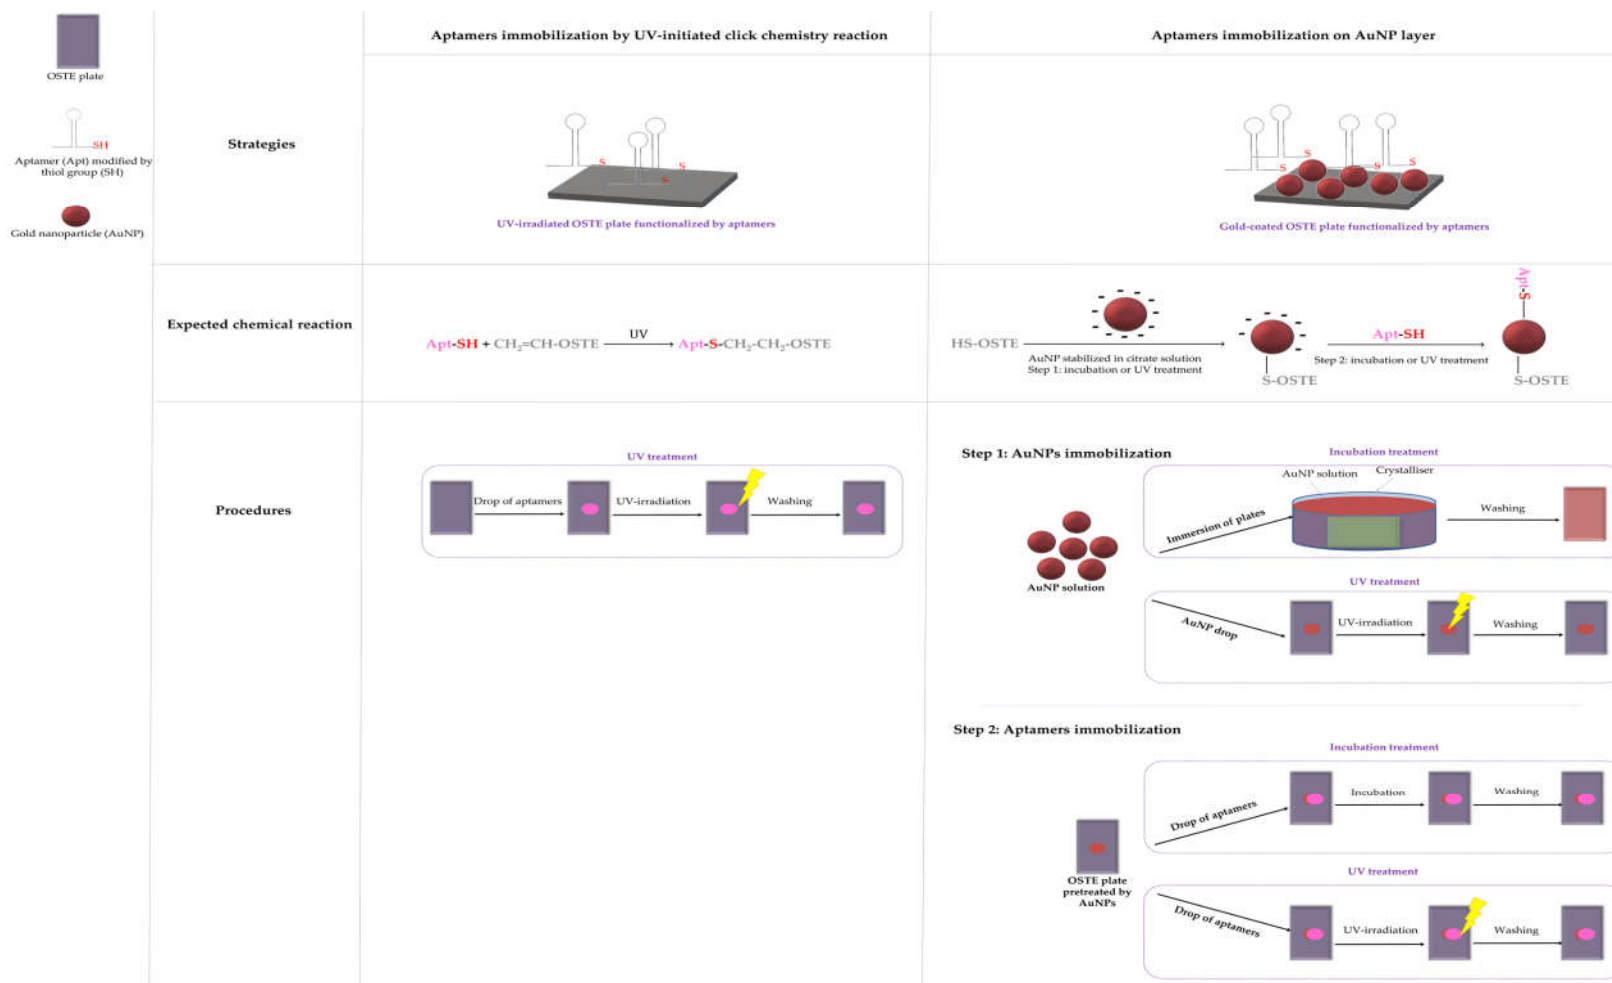 OSTE plate
SH
Aptamer (Apt) modified by
thiol group (SH)
Gold nanoparticle (AuNP)
Aptamers immobilization by UV-initiated click chemistry reaction
Aptamers immobilization on AuNP layer
Strategies
S
S
S
UV-irradiated OSTE plate functionalized by aptamers
S
S
S
S
Gold-coated OSTE plate functionalized by aptamers
Expected chemical reaction
Apt-SH + CH₂=CH-OSTE
UV
Apt-S-CH₂-CH₂-OSTE
HS-OSTE
AuNP stabilized in citrate solution
Step 1: incubation or UV treatment
S-OSTE
Apt-SH
Step 2: incubation or UV treatment
Apt-S
S-OSTE
Procedures
UV treatment
Drop of aptamers
UV-irradiation
Washing
Step 1: AuNPs immobilization
Incubation treatment
AuNP solution
Crystalliser
Immersion of plates
Washing
AuNP solution
UV treatment
AuNP drop
UV-irradiation
Washing
Step 2: Aptamers immobilization
Incubation treatment
Drop of aptamers
Incubation
Washing
OSTE plate
pretreated by
AuNPs
UV treatment
Drop of aptamers
UV-irradiation
Washing